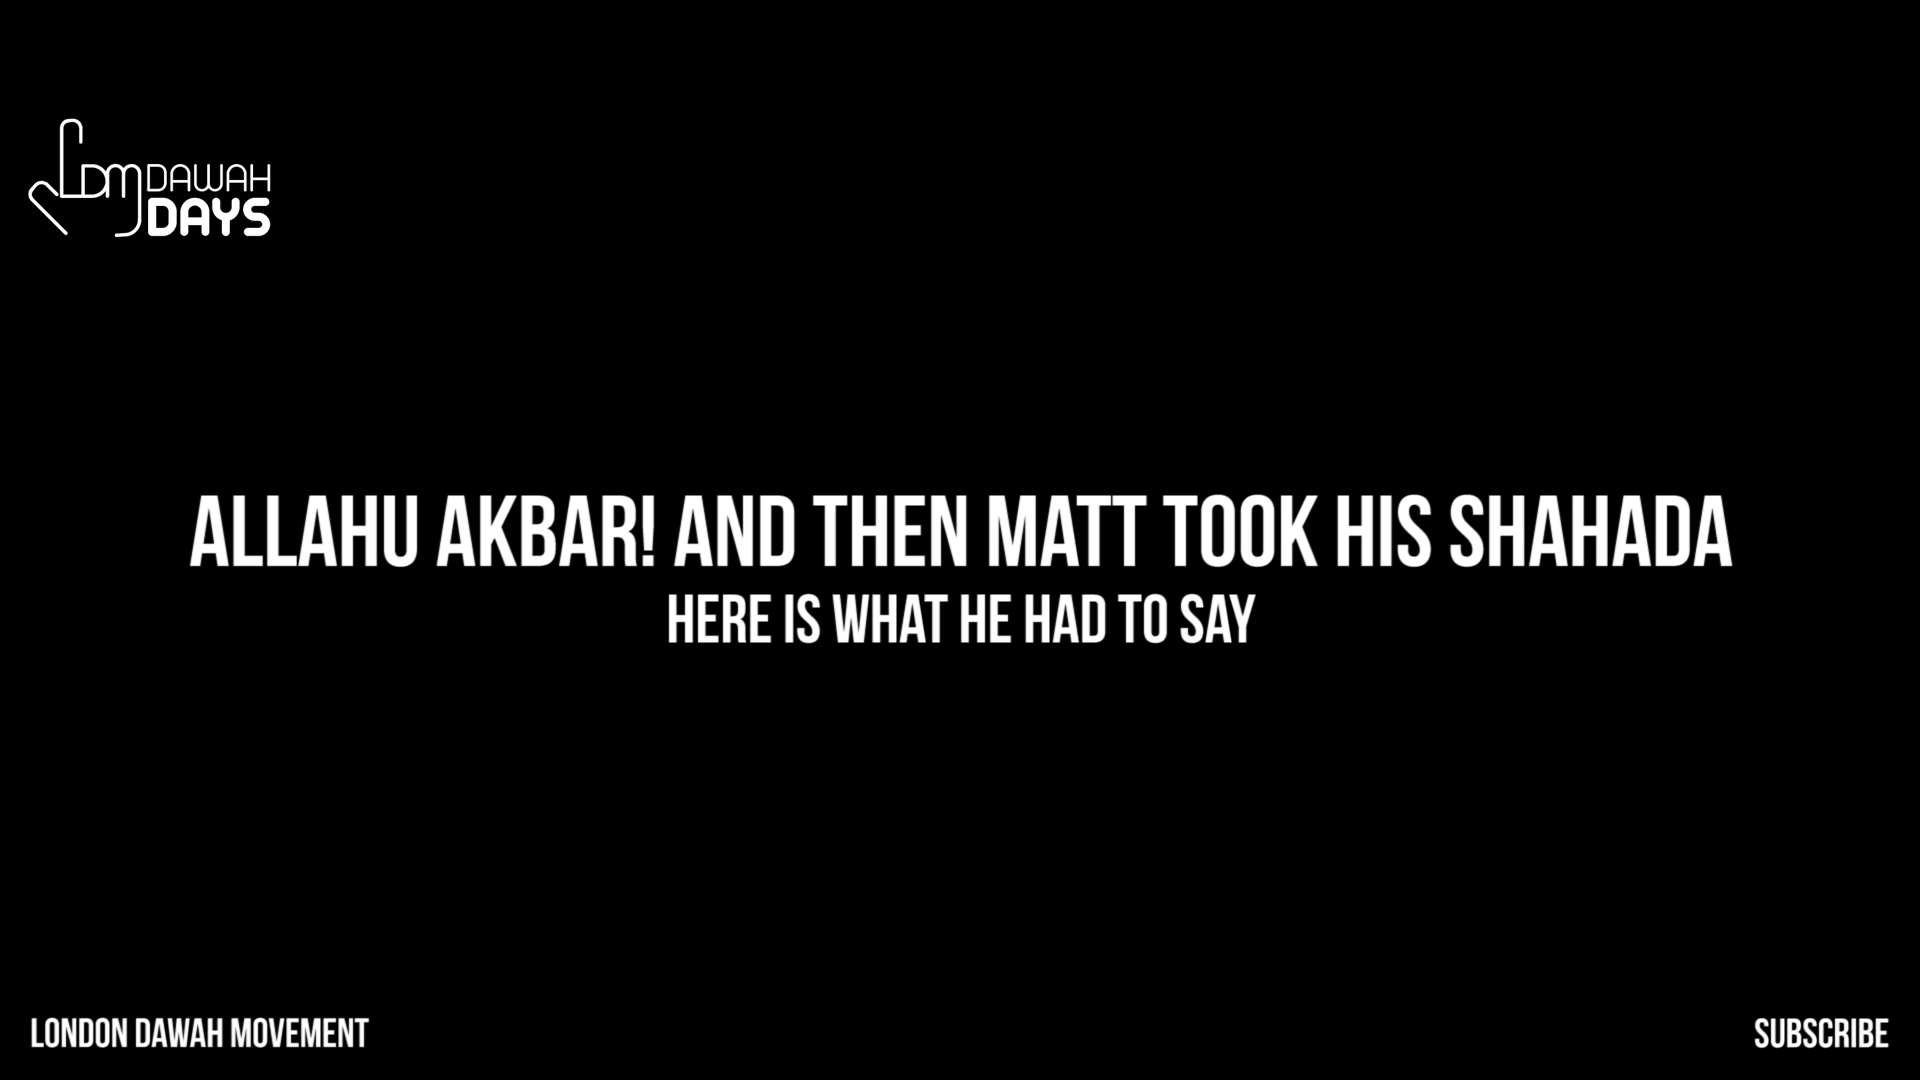 LDM DAWAH
DAYS
ALLAHU AKBAR! AND THEN MATT TOOK HIS SHAHADA
HERE IS WHAT HE HAD TO SAY
LONDON DAWAH MOVEMENT
SUBSCRIBE